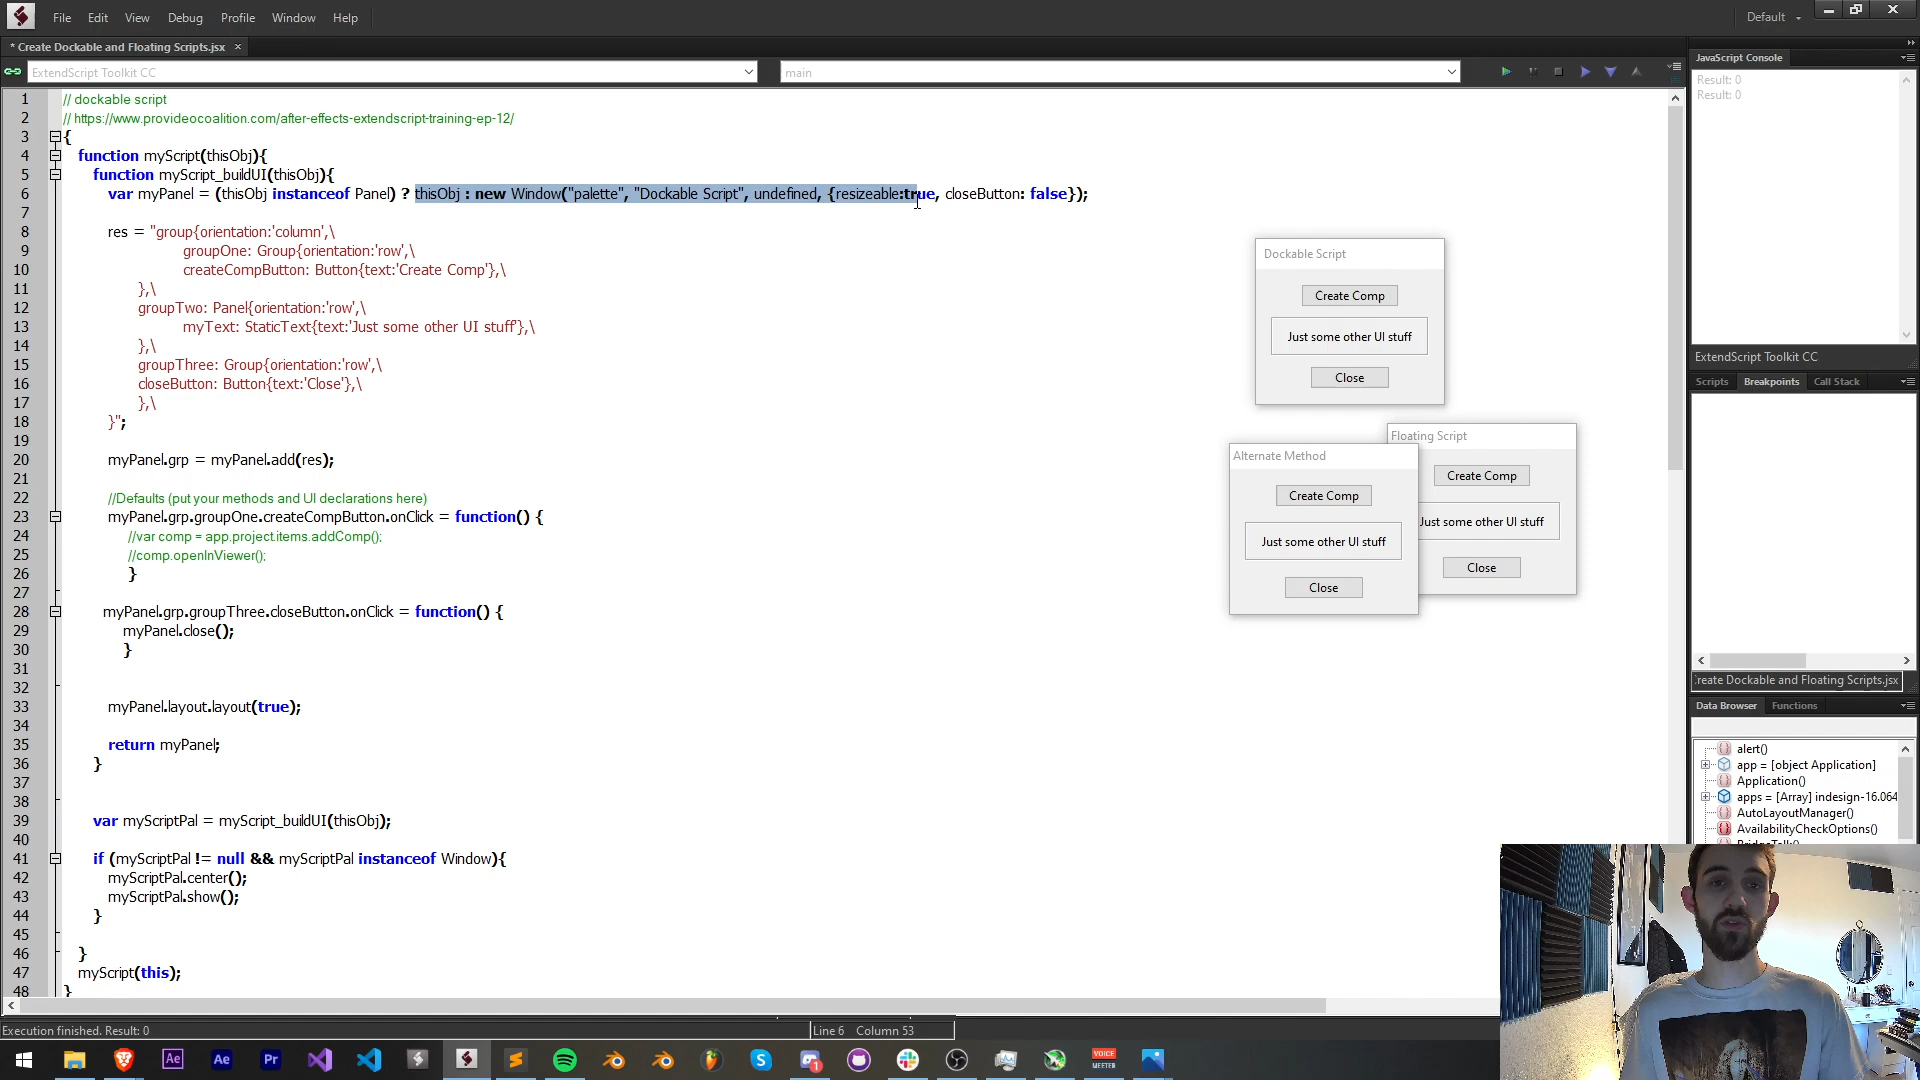 File Edit View Debug Profile Window Help
Default
* Create Dockable and Floating Scripts.jsx
ExtendScript Toolkit CC
main
1 // dockable script
2 // https://www.provideocoalition.com/after-effects-extendscript-training-ep-12/
3 {
4 function myScript(thisObj){
5 function myScript_buildUI(thisObj){
6 var myPanel = (thisObj instanceof Panel) ? thisObj : new Window("palette", "Dockable Script", undefined, {resizeable:true, closeButton: false});
7
8 res = "group{orientation:'column',\
9 groupOne: Group{orientation:'row',\
10 createCompButton: Button{text:'Create Comp'},\
11 },\
12 groupTwo: Panel{orientation:'row',\
13 myText: StaticText{text:'Just some other UI stuff'},\
14 },\
15 groupThree: Group{orientation:'row',\
16 closeButton: Button{text:'Close'},\
17 },\
18 }";
19
20 myPanel.grp = myPanel.add(res);
21
22 //Defaults (put your methods and UI declarations here)
23 myPanel.grp.groupOne.createCompButton.onClick = function() {
24 //var comp = app.project.items.addComp();
25 //comp.openInViewer();
26 }
27
28 myPanel.grp.groupThree.closeButton.onClick = function() {
29 myPanel.close();
30 }
31
32
33 myPanel.layout.layout(true);
34
35 return myPanel;
36 }
37
38
39 var myScriptPal = myScript_buildUI(thisObj);
40
41 if (myScriptPal != null && myScriptPal instanceof Window){
42 myScriptPal.center();
43 myScriptPal.show();
44 }
45
46 }
47 myScript(this);
48 }
Dockable Script
Create Comp
Just some other UI stuff
Close
Floating Script
Create Comp
Just some other UI stuff
Close
Alternate Method
Create Comp
Just some other UI stuff
Close
JavaScript Console
Result: 0
Result: 0
ExtendScript Toolkit CC
Scripts Breakpoints Call Stack
reate Dockable and Floating Scripts.jsx
Data Browser Functions
alert()
app = [object Application]
Application()
apps = [Array] indesign-16.064
AutoLayoutManager()
AvailabilityCheckOptions()
Execution finished. Result: 0
Line 6 Column 53
Ae
Ae
Pr
1
VOICE
MEETER